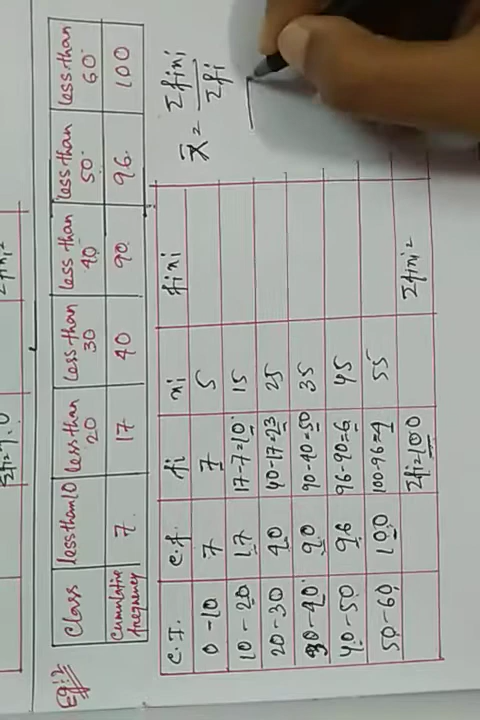 Σfixi=
Σfi=
Eg:2
Class less than 10 less than 20 less than 30 less than 40 less than 50 less than 60
Cumulative frequency 7 17 40 90 96 100
C.I. c.f. fi xi fixi
0-10 7 7 5
10-20 17 17-7=10 15
20-30 40 40-17=23 25
30-40 90 90-40=50 35
40-50 96 96-90=6 45
50-60 100 100-96=4 55
Σfi=100 Σfixi=
x̄ = Σfixi / Σfi